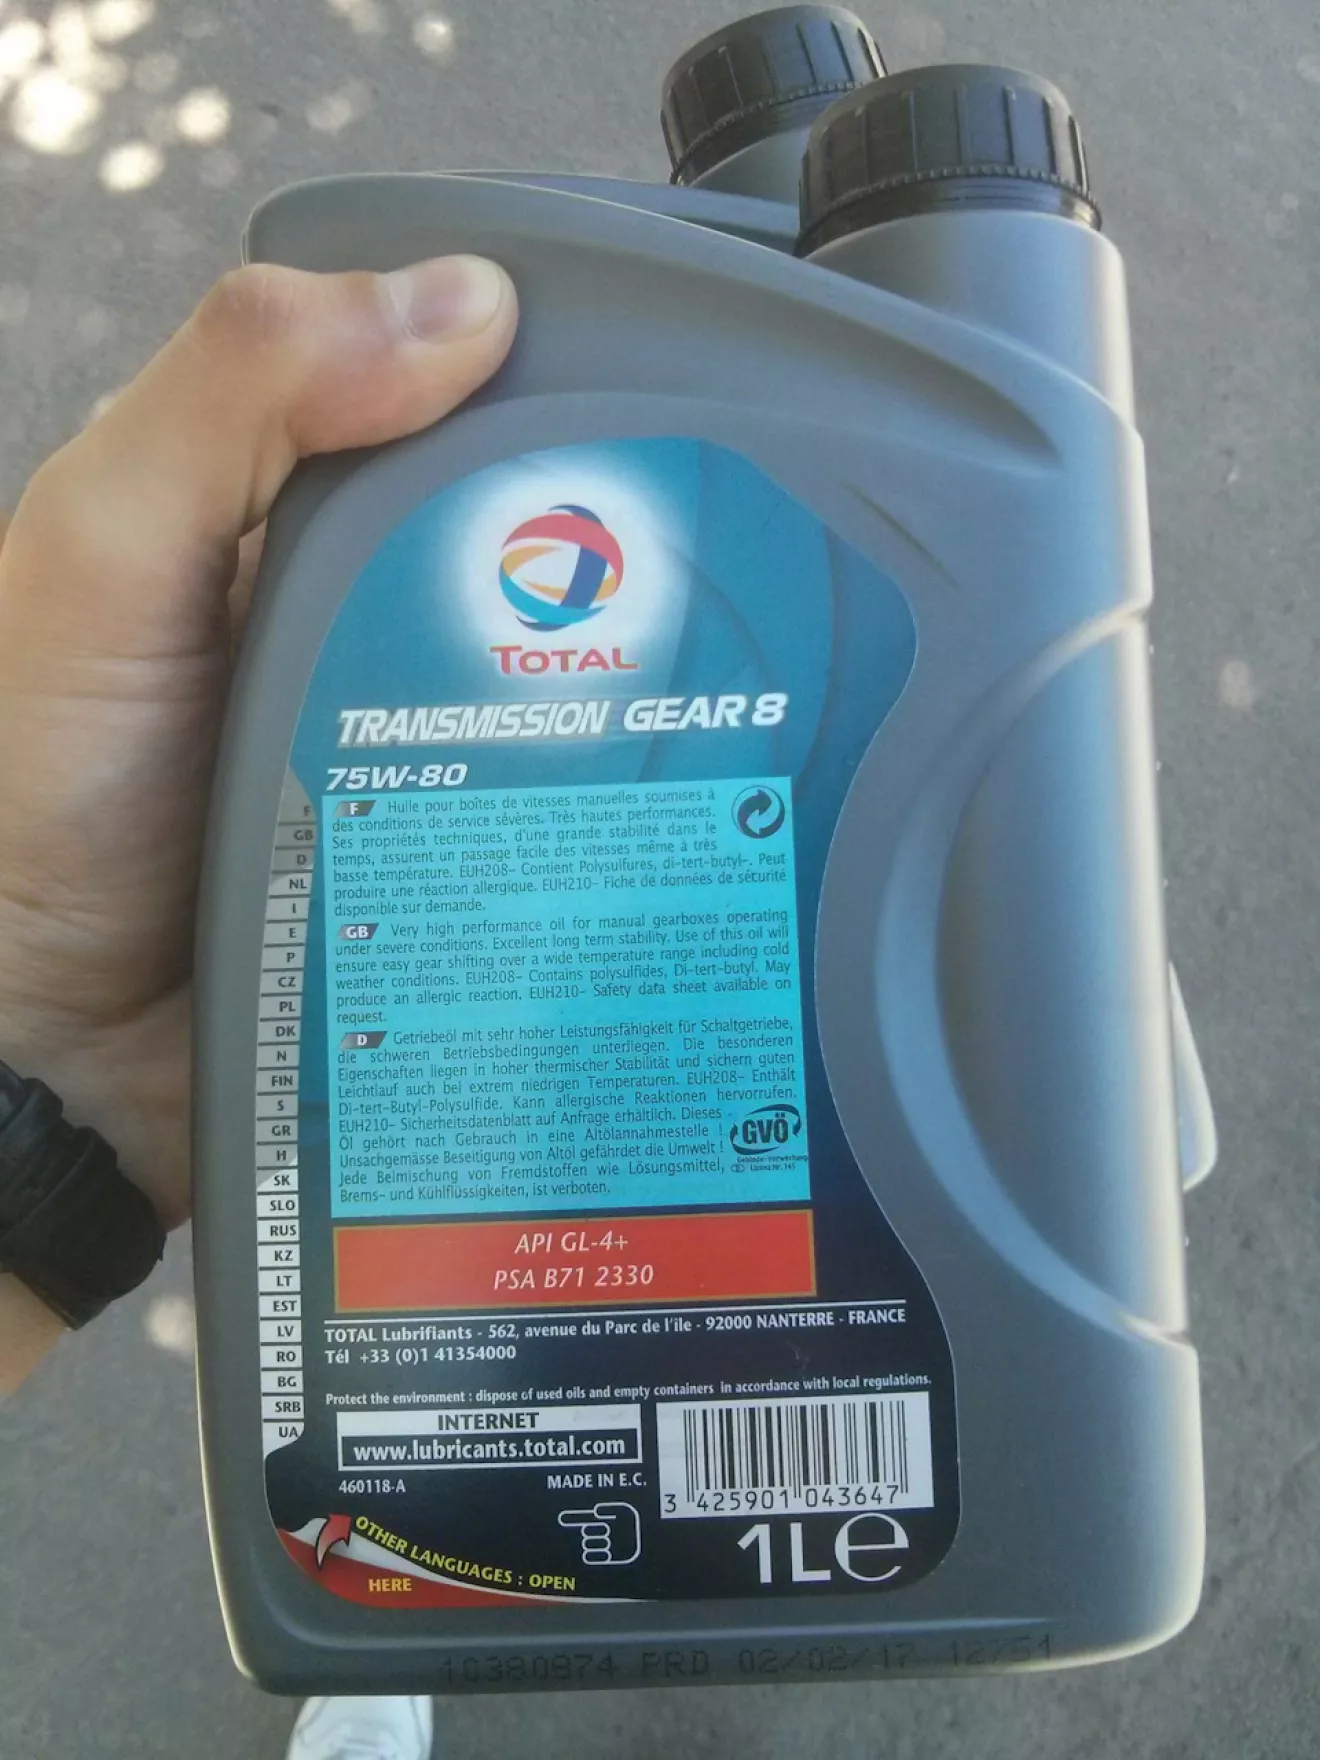 TOTAL
TRANSMISSION GEAR 8
75W-80
F Huile pour boîtes de vitesses manuelles soumises à
des conditions de service sévères. Très hautes performances.
Ses propriétés techniques, d'une grande stabilité dans le
temps, assurent un passage facile des vitesses même à très
basse température. EUH208- Contient Polysulfures, di-tert-butyl-. Peut
produire une réaction allergique. EUH210- Fiche de données de sécurité
disponible sur demande.
GB Very high performance oil for manual gearboxes operating
under severe conditions. Excellent long term stability. Use of this oil will
ensure easy gear shifting over a wide temperature range including cold
weather conditions. EUH208- Contains polysulfides, Di-tert-butyl. May
produce an allergic reaction. EUH210- Safety data sheet available on
request.
D Getriebeöl mit sehr hoher Leistungsfähigkeit für Schaltgetriebe,
die schweren Betriebsbedingungen unterliegen. Die besonderen
Eigenschaften liegen in hoher thermischer Stabilität und sichern guten
Leichtlauf auch bei extrem niedrigen Temperaturen. EUH208- Enthält
Di-tert-Butyl-Polysulfide. Kann allergische Reaktionen hervorrufen.
EUH210- Sicherheitsdatenblatt auf Anfrage erhältlich. Dieses
Öl gehört nach Gebrauch in eine Altölannahmestelle !
Unsachgemässe Beseitigung von Altöl gefährdet die Umwelt !
Jede Beimischung von Fremdstoffen wie Lösungsmittel,
Brems- und Kühlflüssigkeiten, ist verboten.
GVÖ
Gebinde-Verwertung
Lizenz Nr. 145
F
GB
D
NL
I
E
P
CZ
PL
DK
N
FIN
S
GR
H
SK
SLO
RUS
KZ
LT
EST
LV
RO
BG
SRB
UA
API GL-4+
PSA B71 2330
TOTAL Lubrifiants - 562, avenue du Parc de l'île - 92000 NANTERRE - FRANCE
Tél +33 (0)1 41354000
Protect the environment : dispose of used oils and empty containers in accordance with local regulations.
INTERNET
www.lubricants.total.com
460118-A
MADE IN E.C.
3 425901 043647
1L e
OTHER LANGUAGES : OPEN
HERE
10380874 PRD 02/02/17 12:51